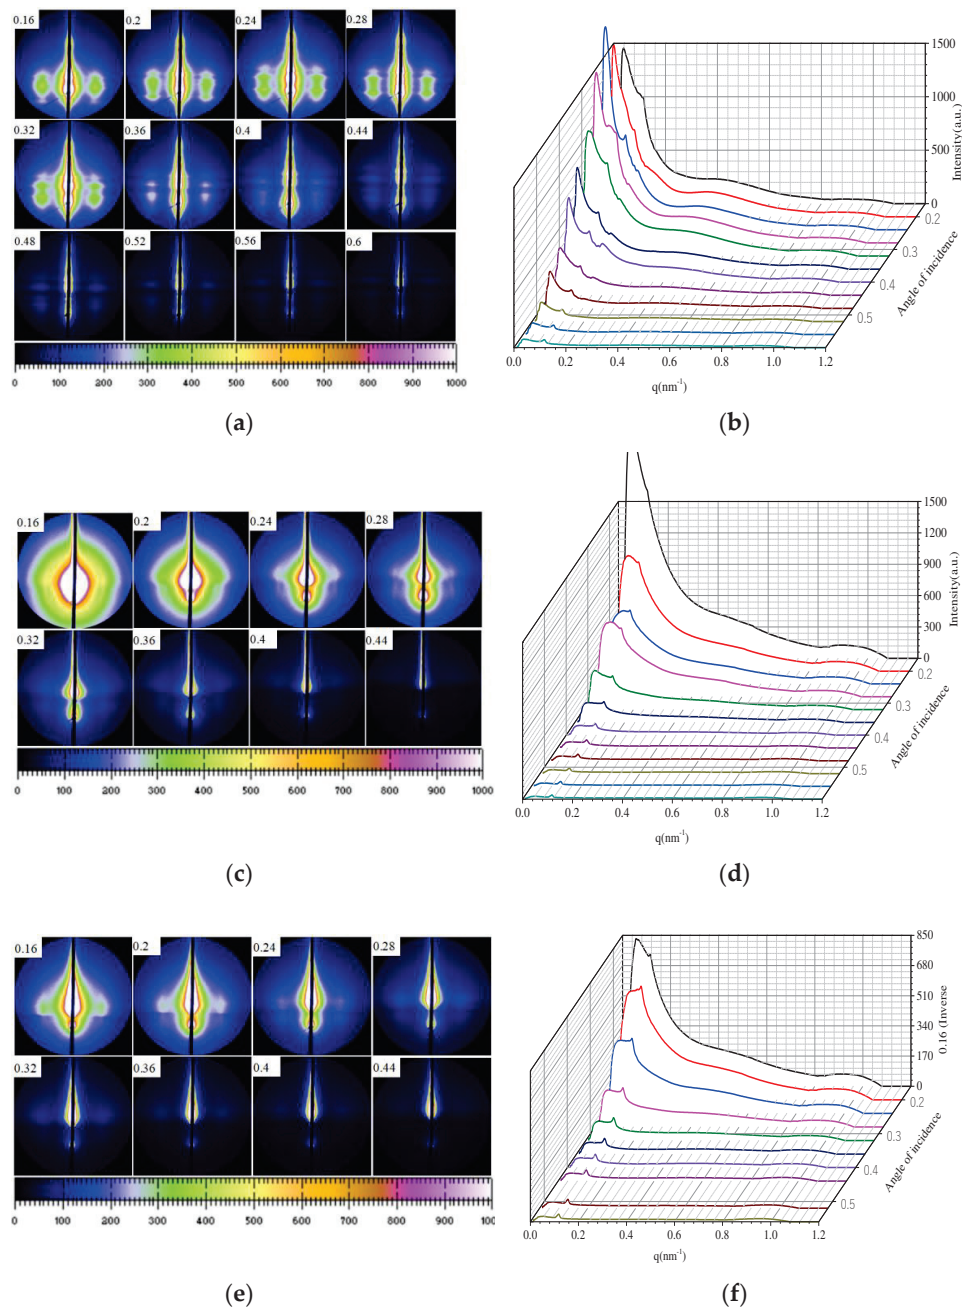 0.16 0.2 0.24 0.28
0.32 0.36 0.4 0.44
0.48 0.52 0.56 0.6
0 100 200 300 400 500 600 700 800 900 1000
(a)
1500
1000
500
0
Intensity(a.u.)
0.2
0.3
0.4
0.5
Angle of incidence
0.0 0.2 0.4 0.6 0.8 1.0 1.2
q(nm⁻¹)
(b)
0.16 0.2 0.24 0.28
0.32 0.36 0.4 0.44
0 100 200 300 400 500 600 700 800 900 1000
(c)
1500
1200
900
600
300
0
Intensity(a.u.)
0.2
0.3
0.4
0.5
Angle of incidence
0.0 0.2 0.4 0.6 0.8 1.0 1.2
q(nm⁻¹)
(d)
0.16 0.2 0.24 0.28
0.32 0.36 0.4 0.44
0 100 200 300 400 500 600 700 800 900 1000
(e)
850
680
510
340
170
0
0.16 (Inverse
0.2
0.3
0.4
0.5
Angle of incidence
0.0 0.2 0.4 0.6 0.8 1.0 1.2
q(nm⁻¹)
(f)